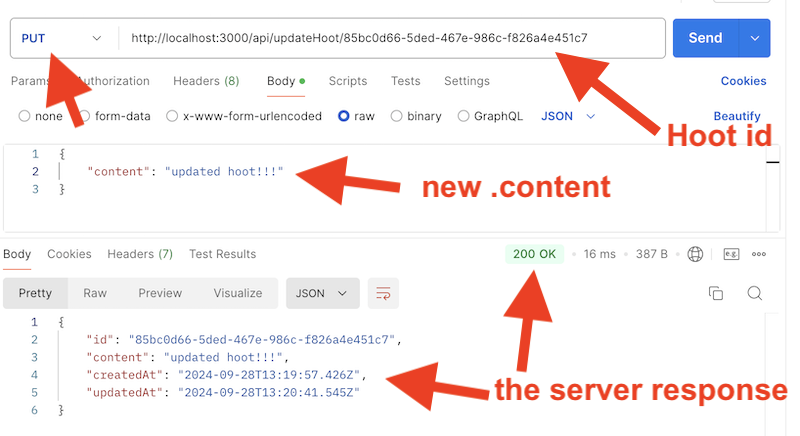 PUT http://localhost:3000/api/updateHoot/85bc0d66-5ded-467e-986c-f826a4e451c7 Send
Params Authorization Headers (8) Body Scripts Tests Settings Cookies
none form-data x-www-form-urlencoded raw binary GraphQL JSON Beautify
Hoot id
1 {
2 "content": "updated hoot!!!"
3 }
new .content
Body Cookies Headers (7) Test Results 200 OK 16 ms 387 B e.g.
Pretty Raw Preview Visualize JSON
1 {
2 "id": "85bc0d66-5ded-467e-986c-f826a4e451c7",
3 "content": "updated hoot!!!",
4 "createdAt": "2024-09-28T13:19:57.426Z",
5 "updatedAt": "2024-09-28T13:20:41.545Z"
6 }
the server response